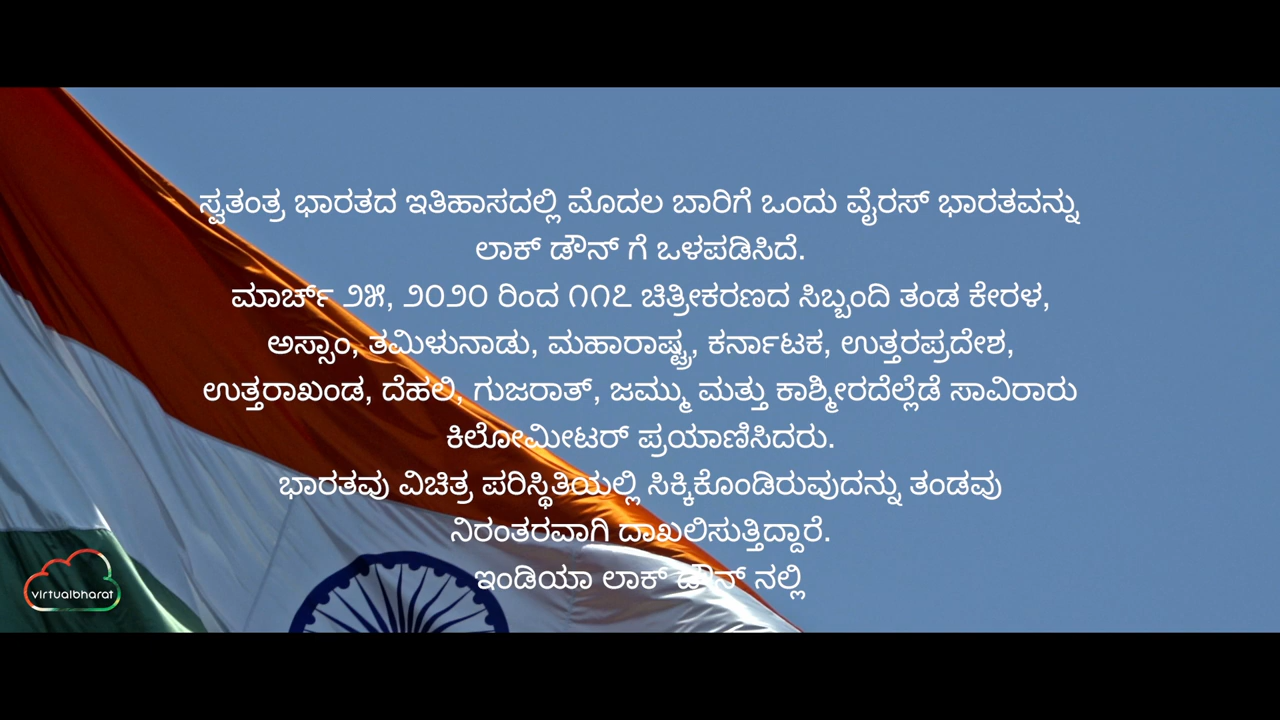 ಸ್ವತಂತ್ರ ಭಾರತದ ಇತಿಹಾಸದಲ್ಲಿ ಮೊದಲ ಬಾರಿಗೆ ಒಂದು ವೈರಸ್ ಭಾರತವನ್ನು
ಲಾಕ್ ಡೌನ್ ಗೆ ಒಳಪಡಿಸಿದೆ.
ಮಾರ್ಚ್ ೨೫, ೨೦೨೦ ರಿಂದ ೧೧೭ ಚಿತ್ರೀಕರಣದ ಸಿಬ್ಬಂದಿ ತಂಡ ಕೇರಳ,
ಅಸ್ಸಾಂ, ತಮಿಳುನಾಡು, ಮಹಾರಾಷ್ಟ್ರ, ಕರ್ನಾಟಕ, ಉತ್ತರಪ್ರದೇಶ,
ಉತ್ತರಾಖಂಡ, ದೆಹಲಿ, ಗುಜರಾತ್, ಜಮ್ಮು ಮತ್ತು ಕಾಶ್ಮೀರದೆಲ್ಲೆಡೆ ಸಾವಿರಾರು
ಕಿಲೋಮೀಟರ್ ಪ್ರಯಾಣಿಸಿದರು.
ಭಾರತವು ವಿಚಿತ್ರ ಪರಿಸ್ಥಿತಿಯಲ್ಲಿ ಸಿಕ್ಕಿಕೊಂಡಿರುವುದನ್ನು ತಂಡವು
ನಿರಂತರವಾಗಿ ದಾಖಲಿಸುತ್ತಿದ್ದಾರೆ.
ಇಂಡಿಯಾ ಲಾಕ್ ಡೌನ್ ನಲ್ಲಿ
virtualbharat